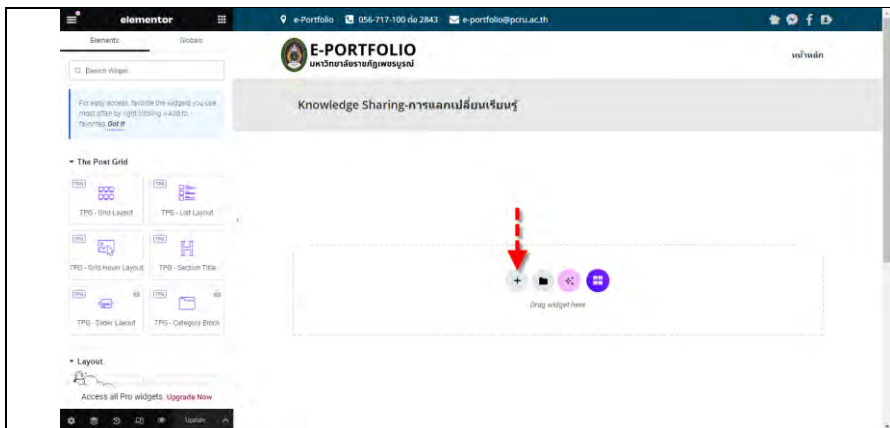 elementor
e-Portfolio 056-717-100 ต่อ 2843 e-portfolio@pcru.ac.th
Elements Globals
E-PORTFOLIO
มหาวิทยาลัยราชภัฏเพชรบูรณ์
หน้าหลัก
Search Widget...
For easy access, favorite the widgets you use
most often by right clicking > Add to
favorites. Got It
Knowledge Sharing-การแลกเปลี่ยนเรียนรู้
The Post Grid
TPG TPG
TPG - Grid Layout TPG - List Layout
TPG TPG
TPG - Grid Hover Layout TPG - Section Title
TPG TPG
TPG - Slider Layout TPG - Category Block
Drag widget here
Layout
Access all Pro widgets. Upgrade Now
Update